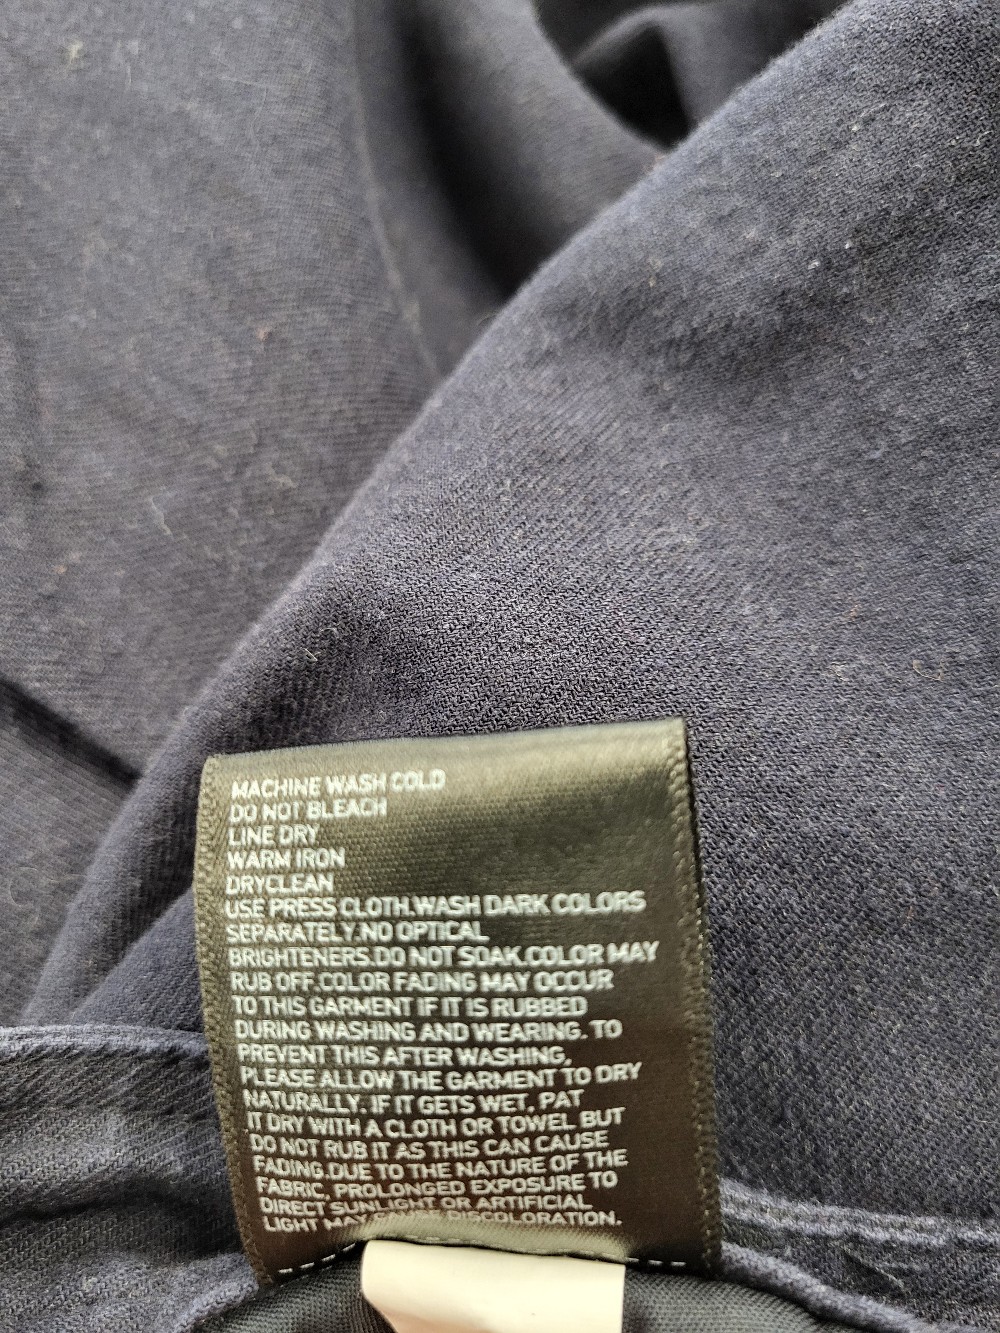 MACHINE WASH COLD
DO NOT BLEACH
LINE DRY
WARM IRON
DRYCLEAN
USE PRESS CLOTH.WASH DARK COLORS
SEPARATELY.NO OPTICAL
BRIGHTENERS.DO NOT SOAK.COLOR MAY
RUB OFF.COLOR FADING MAY OCCUR
TO THIS GARMENT IF IT IS RUBBED
DURING WASHING AND WEARING. TO
PREVENT THIS AFTER WASHING,
PLEASE ALLOW THE GARMENT TO DRY
NATURALLY. IF IT GETS WET, PAT
IT DRY WITH A CLOTH OR TOWEL BUT
DO NOT RUB IT AS THIS CAN CAUSE
FADING.DUE TO THE NATURE OF THE
FABRIC, PROLONGED EXPOSURE TO
DIRECT SUNLIGHT OR ARTIFICIAL
LIGHT MAY DISCOLORATION.